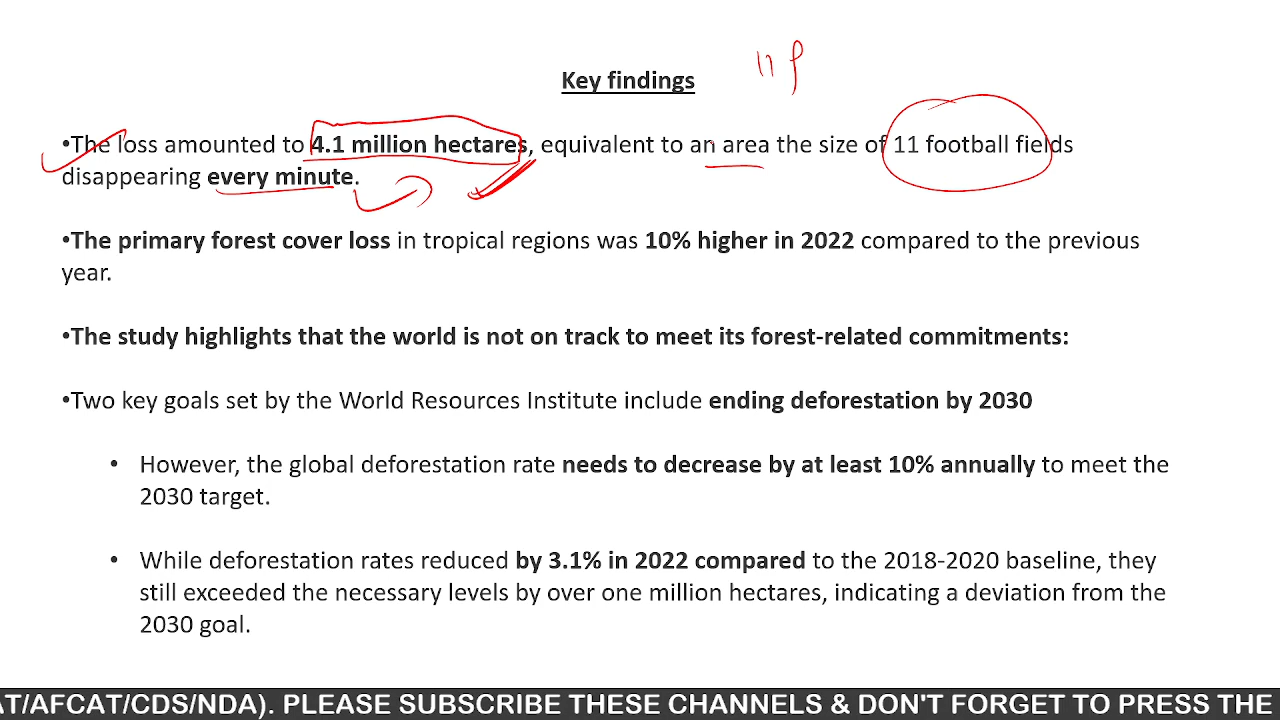 Key findings
11 f
•The loss amounted to 4.1 million hectares, equivalent to an area the size of 11 football fields
disappearing every minute.
•The primary forest cover loss in tropical regions was 10% higher in 2022 compared to the previous
year.
•The study highlights that the world is not on track to meet its forest-related commitments:
•Two key goals set by the World Resources Institute include ending deforestation by 2030
• However, the global deforestation rate needs to decrease by at least 10% annually to meet the
2030 target.
• While deforestation rates reduced by 3.1% in 2022 compared to the 2018-2020 baseline, they
still exceeded the necessary levels by over one million hectares, indicating a deviation from the
2030 goal.
AT/AFCAT/CDS/NDA). PLEASE SUBSCRIBE THESE CHANNELS & DON'T FORGET TO PRESS THE